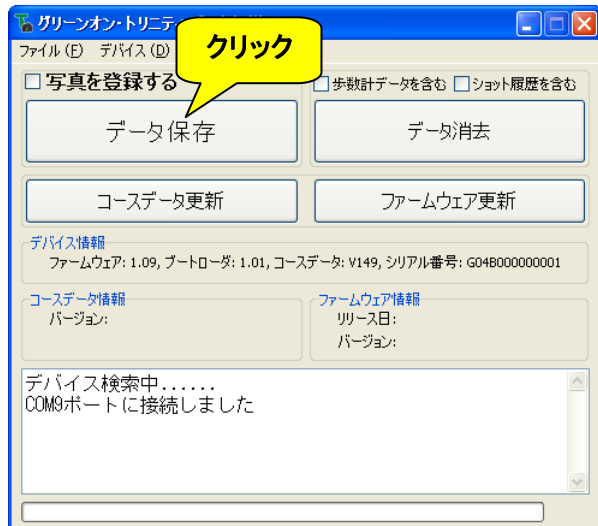 グリーンオン・トリニティ
ファイル(F) デバイス(D)
クリック
写真を登録する
歩数計データを含む ショット履歴を含む
データ保存 データ消去
コースデータ更新 ファームウェア更新
デバイス情報
ファームウェア: 1.09, ブートローダ: 1.01, コースデータ: V149, シリアル番号: G04B000000001
コースデータ情報 ファームウェア情報
バージョン: リリース日:
バージョン:
デバイス検索中......
COM9ポートに接続しました